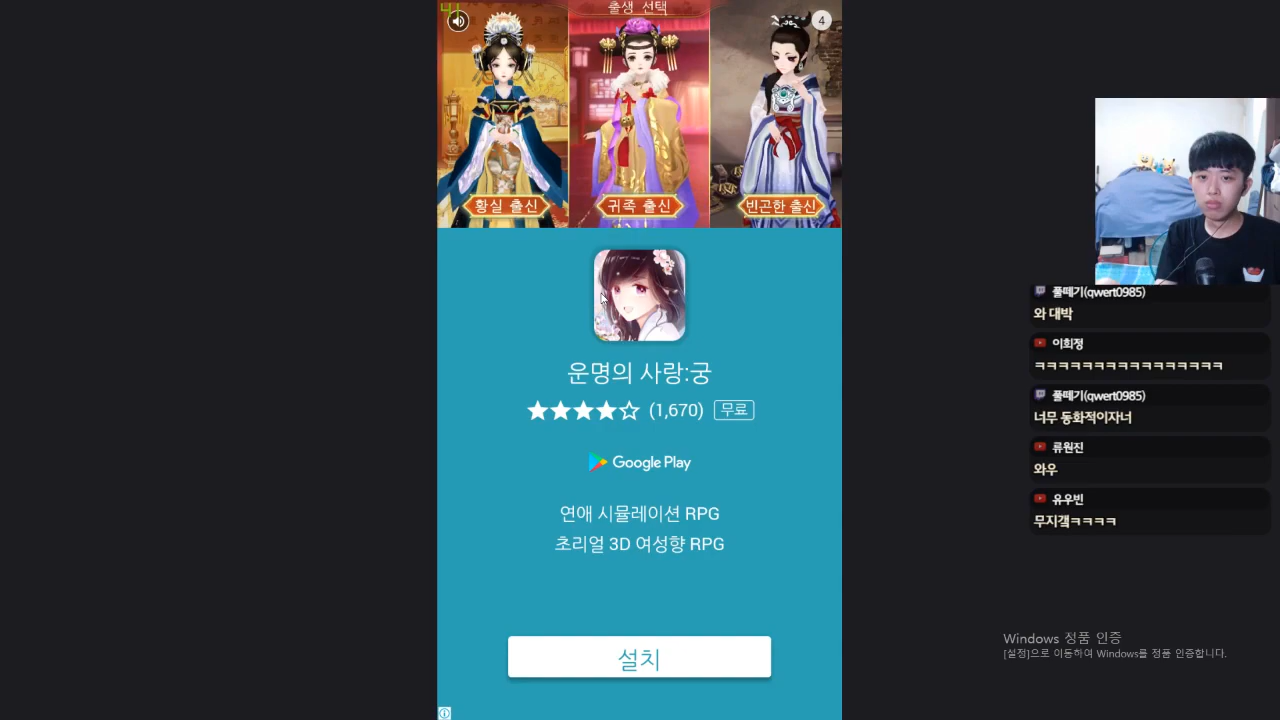 출생 선택
4
황실 출신
귀족 출신
빈곤한 출신
운명의 사랑:궁
(1,670) 무료
Google Play
연애 시뮬레이션 RPG
초리얼 3D 여성향 RPG
설치
풀떼기(qwert0985)
와 대박
이희정
ㅋㅋㅋㅋㅋㅋㅋㅋㅋㅋㅋㅋㅋㅋㅋㅋ
풀떼기(qwert0985)
너무 동화적이자너
류원진
와우
유우빈
무지객ㅋㅋㅋㅋ
Windows 정품 인증
[설정]으로 이동하여 Windows를 정품 인증합니다.